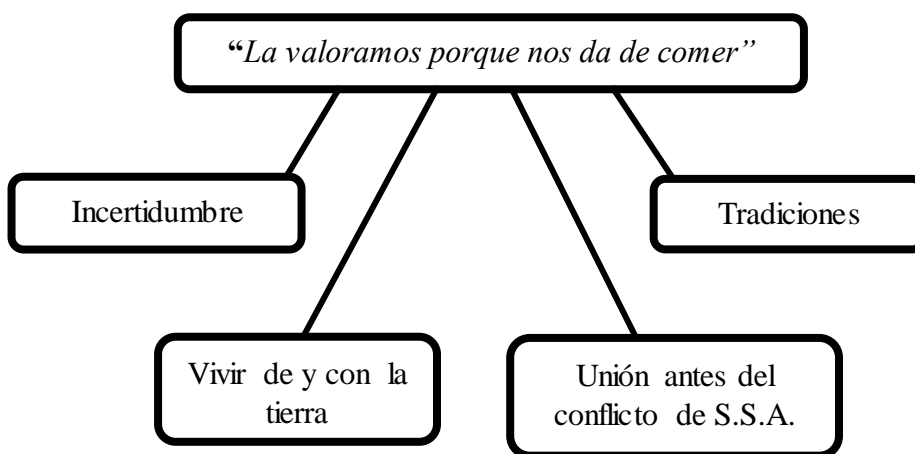 “La valoramos porque nos da de comer”
Incertidumbre
Tradiciones
Vivir de y con la
tierra
Unión antes del
conflicto de S.S.A.